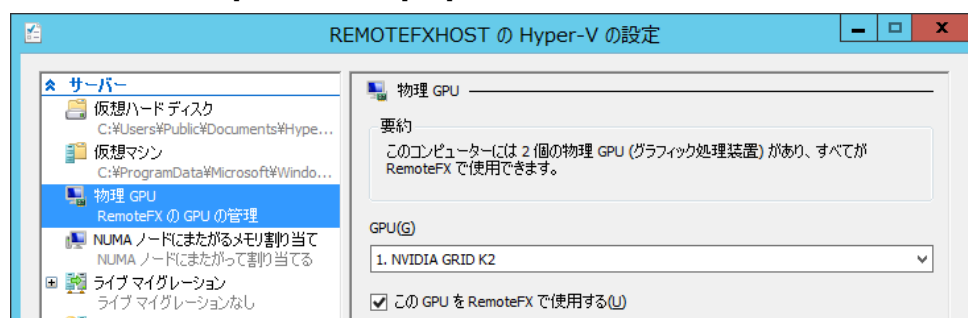 REMOTEFXHOST の Hyper-V の設定
サーバー
仮想ハード ディスク
C:¥Users¥Public¥Documents¥Hype...
仮想マシン
C:¥ProgramData¥Microsoft¥Windo...
物理 GPU
RemoteFX の GPU の管理
NUMA ノードにまたがるメモリ割り当て
NUMA ノードにまたがって割り当てる
ライブ マイグレーション
ライブ マイグレーションなし
物理 GPU
要約
このコンピューターには 2 個の物理 GPU (グラフィック処理装置) があり、すべてが
RemoteFX で使用できます。
GPU(G)
1. NVIDIA GRID K2
この GPU を RemoteFX で使用する(U)